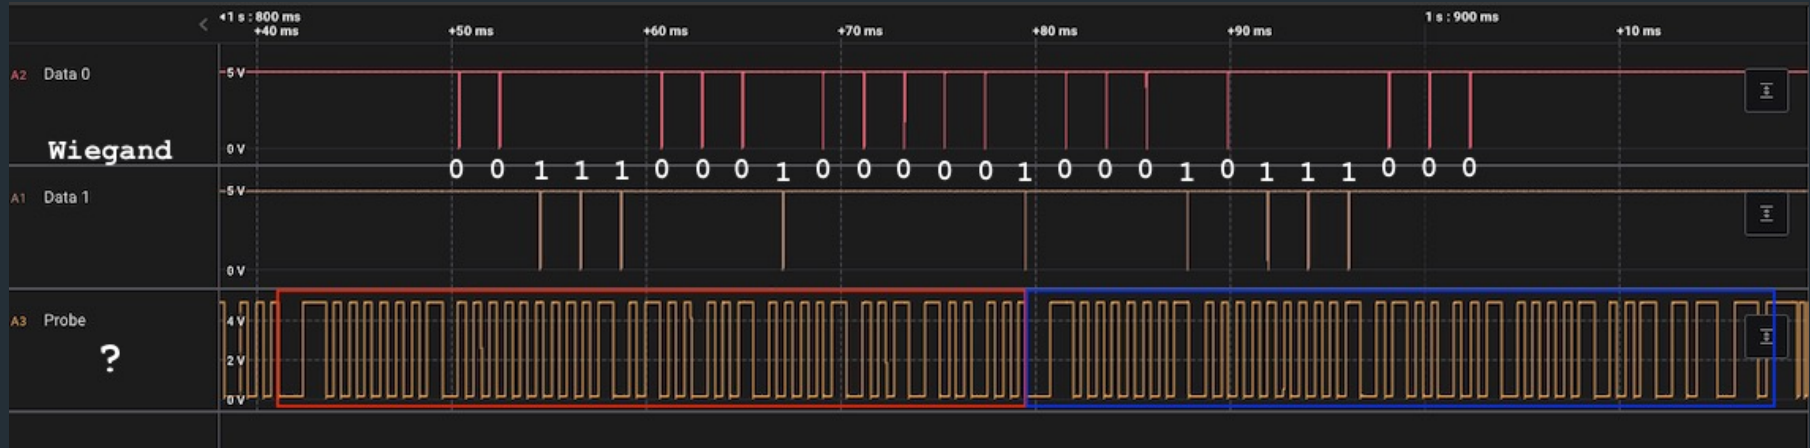 1 s : 800 ms
1 s : 900 ms
+40 ms +50 ms +60 ms +70 ms +80 ms +90 ms +10 ms
A2 Data 0
5 V
0 V
Wiegand
0 0 1 1 1 0 0 0 1 0 0 0 0 0 1 0 0 0 1 0 1 1 1 0 0 0
A1 Data 1
5 V
0 V
A3 Probe
4 V
2 V
0 V
?